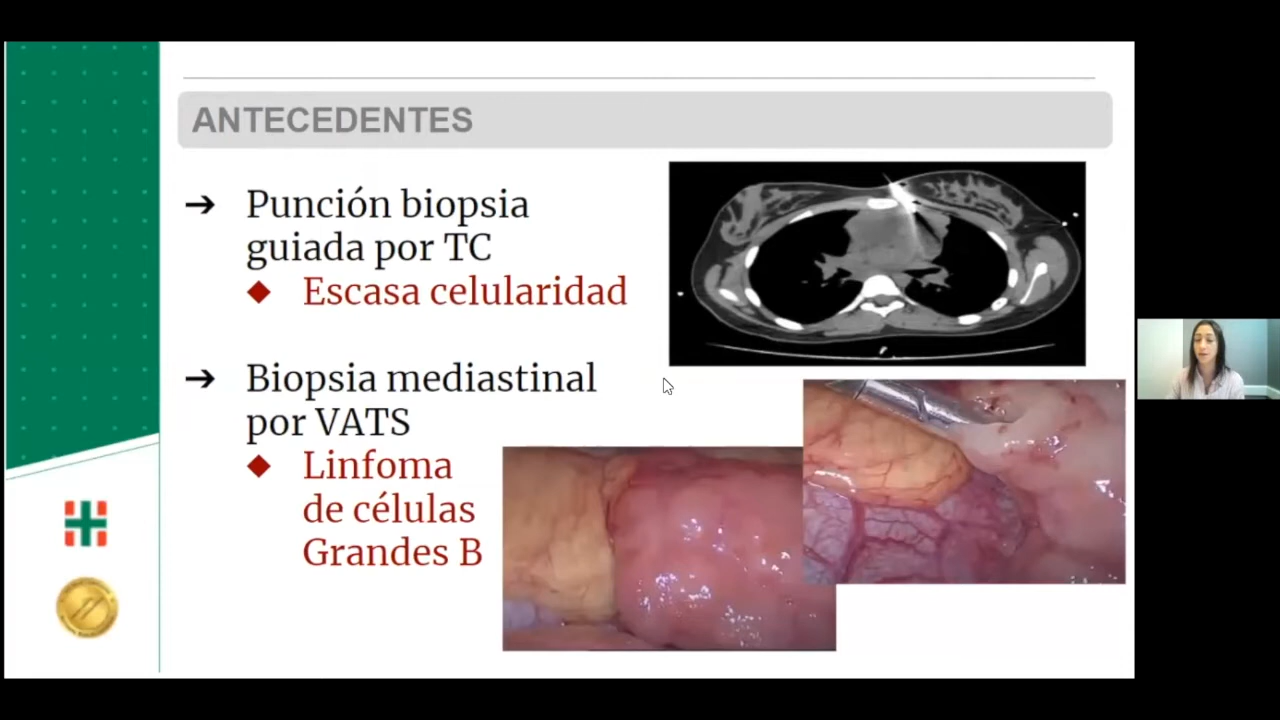 ANTECEDENTES
➔ Punción biopsia
guiada por TC
◆ Escasa celularidad
➔ Biopsia mediastinal
por VATS
◆ Linfoma
de células
Grandes B